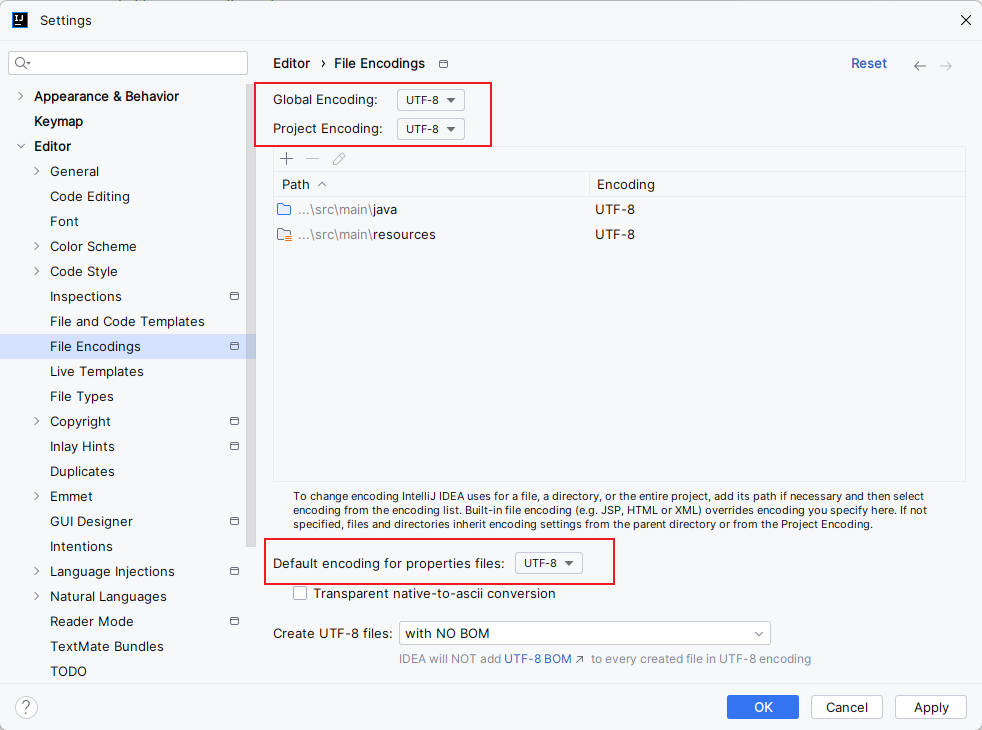 Settings
Editor › File Encodings
Reset
Appearance & Behavior
Keymap
Editor
General
Code Editing
Font
Color Scheme
Code Style
Inspections
File and Code Templates
File Encodings
Live Templates
File Types
Copyright
Inlay Hints
Duplicates
Emmet
GUI Designer
Intentions
Language Injections
Natural Languages
Reader Mode
TextMate Bundles
TODO
Global Encoding: UTF-8
Project Encoding: UTF-8
Path Encoding
...\src\main\java UTF-8
...\src\main\resources UTF-8
To change encoding IntelliJ IDEA uses for a file, a directory, or the entire project, add its path if necessary and then select
encoding from the encoding list. Built-in file encoding (e.g. JSP, HTML or XML) overrides encoding you specify here. If not
specified, files and directories inherit encoding settings from the parent directory or from the Project Encoding.
Default encoding for properties files: UTF-8
Transparent native-to-ascii conversion
Create UTF-8 files: with NO BOM
IDEA will NOT add UTF-8 BOM ↗ to every created file in UTF-8 encoding
? OK Cancel Apply